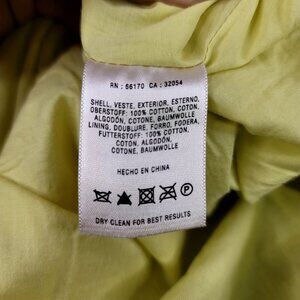 RN : 66170 CA : 32054
SHELL, VESTE, EXTERIOR, ESTERNO,
OBERSTOFF: 100% COTTON, COTON,
ALGODÓN, COTONE, BAUMWOLLE
LINING, DOUBLURE, FORRO, FODERA,
FUTTERSTOFF: 100% COTTON,
COTON, ALGODÓN,
COTONE, BAUMWOLLE
HECHO EN CHINA
P
DRY CLEAN FOR BEST RESULTS